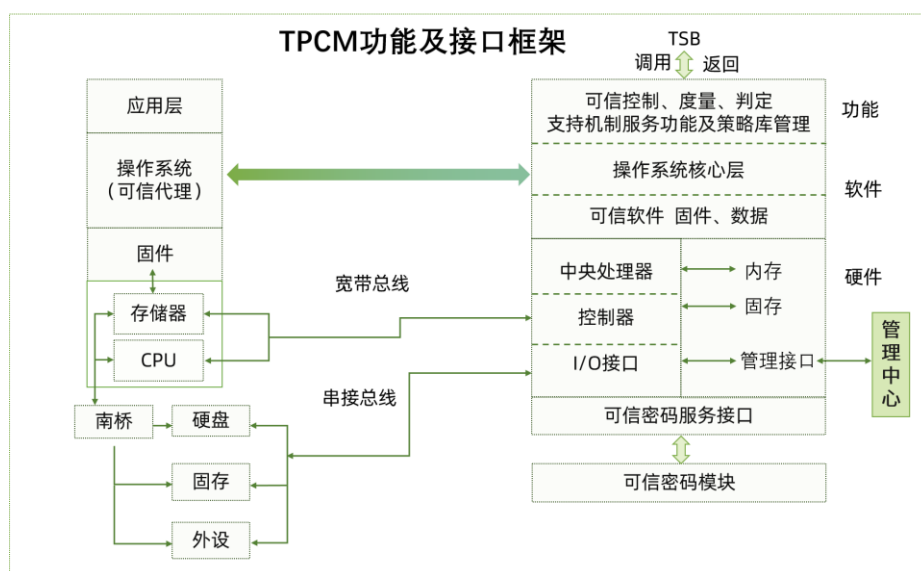 TPCM功能及接口框架
TSB
调用 返回
应用层
操作系统
（可信代理）
固件
存储器
CPU
南桥
硬盘
固存
外设
宽带总线
串接总线
可信控制、度量、判定
支持机制服务功能及策略库管理
操作系统核心层
可信软件 固件、数据
中央处理器
控制器
I/O接口
内存
固存
管理接口
可信密码服务接口
可信密码模块
功能
软件
硬件
管理中心